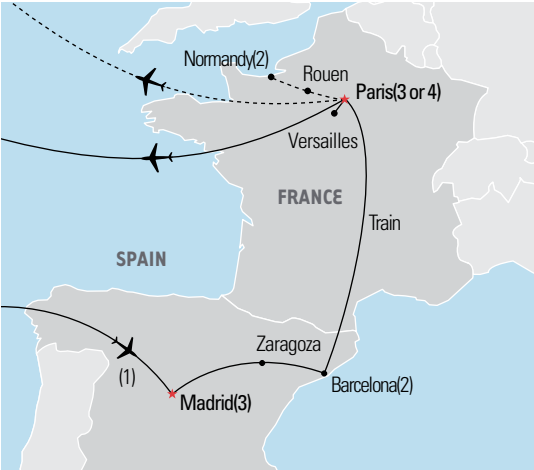 Normandy(2)
Rouen
Paris(3 or 4)
Versailles
FRANCE
Train
SPAIN
Zaragoza
(1)
Barcelona(2)
Madrid(3)